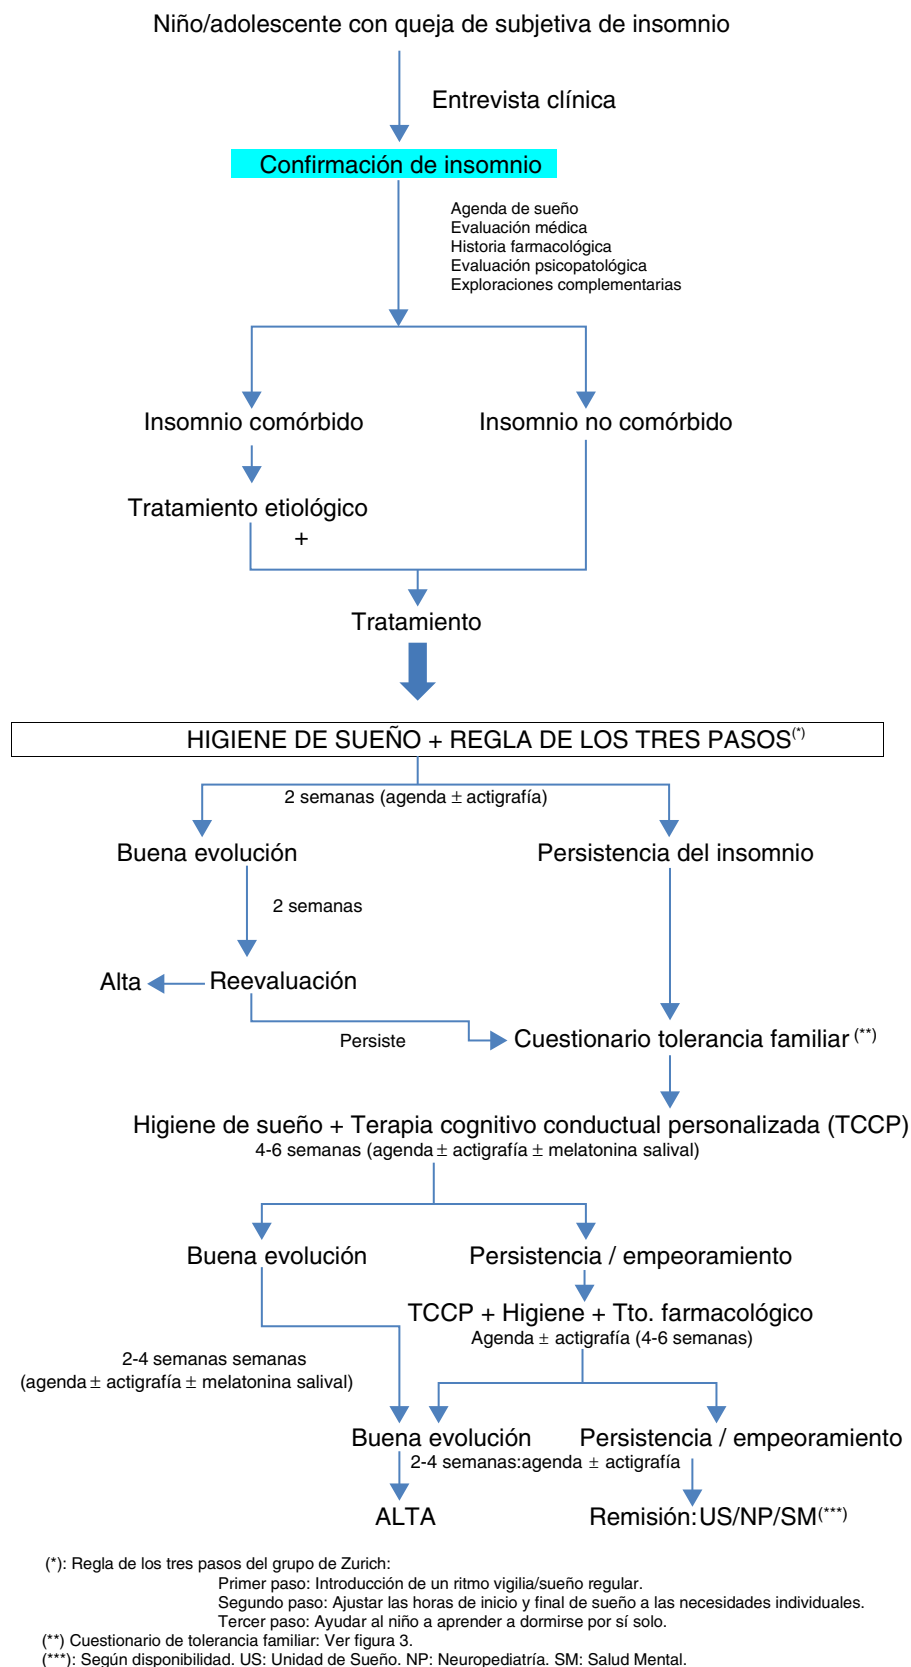 Niño/adolescente con queja de subjetiva de insomnio
Entrevista clínica
Confirmación de insomnio
Agenda de sueño
Evaluación médica
Historia farmacológica
Evaluación psicopatológica
Exploraciones complementarias
Insomnio comórbido
Insomnio no comórbido
Tratamiento etiológico
+
Tratamiento
HIGIENE DE SUEÑO + REGLA DE LOS TRES PASOS(*)
2 semanas (agenda ± actigrafía)
Buena evolución
Persistencia del insomnio
2 semanas
Alta
Reevaluación
Persiste
Cuestionario tolerancia familiar (**)
Higiene de sueño + Terapia cognitivo conductual personalizada (TCCP)
4-6 semanas (agenda ± actigrafía ± melatonina salival)
Buena evolución
Persistencia / empeoramiento
TCCP + Higiene + Tto. farmacológico
Agenda ± actigrafía (4-6 semanas)
2-4 semanas semanas
(agenda ± actigrafía ± melatonina salival)
Buena evolución
Persistencia / empeoramiento
2-4 semanas:agenda ± actigrafía
ALTA
Remisión:US/NP/SM(***)
(*): Regla de los tres pasos del grupo de Zurich:
Primer paso: Introducción de un ritmo vigilia/sueño regular.
Segundo paso: Ajustar las horas de inicio y final de sueño a las necesidades individuales.
Tercer paso: Ayudar al niño a aprender a dormirse por sí solo.
(**) Cuestionario de tolerancia familiar: Ver figura 3.
(***): Según disponibilidad. US: Unidad de Sueño. NP: Neuropediatría. SM: Salud Mental.